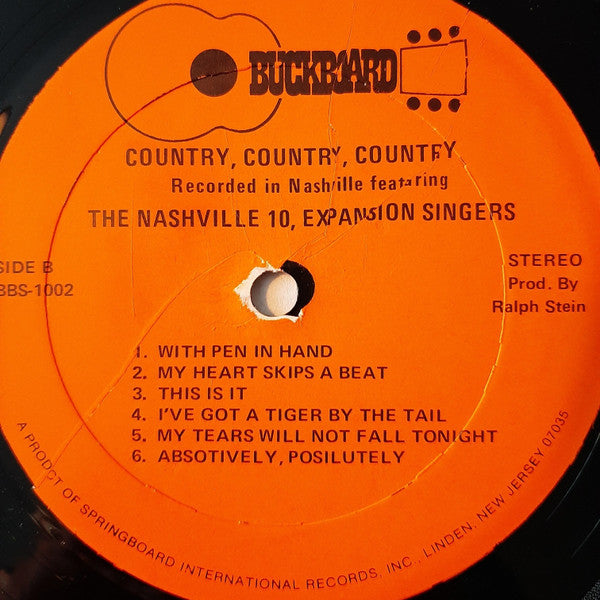 BUCKBOARD
COUNTRY, COUNTRY, COUNTRY
Recorded in Nashville featuring
THE NASHVILLE 10, EXPANSION SINGERS
SIDE B
BBS-1002
STEREO
Prod. By
Ralph Stein
1. WITH PEN IN HAND
2. MY HEART SKIPS A BEAT
3. THIS IS IT
4. I'VE GOT A TIGER BY THE TAIL
5. MY TEARS WILL NOT FALL TONIGHT
6. ABSOTIVELY, POSILUTELY
A PRODCT OF SPRINGBOARD INTERNATIONAL RECORDS, INC., LINDEN, NEW JERSEY 07035